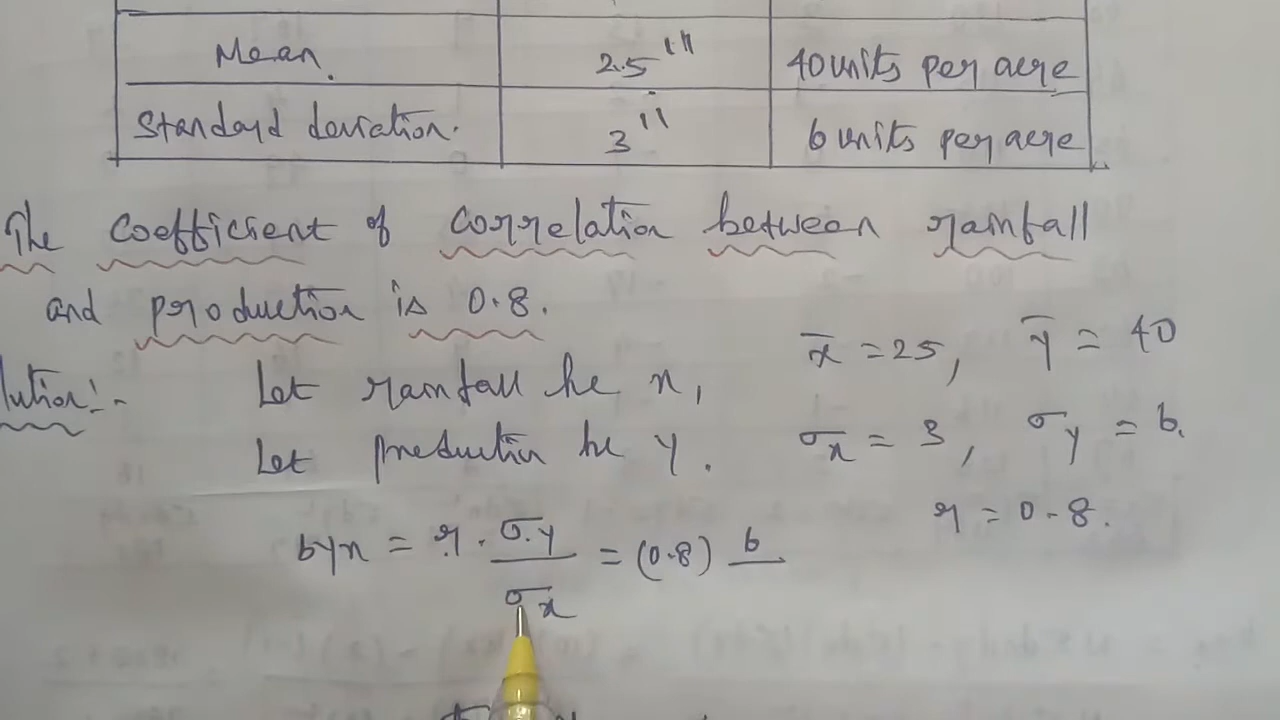 Mean. 2.5" 40 units per acre
Standard deviation. 3" 6 units per acre
The coefficient of correlation between rainfall
and production is 0.8.
x̄ = 25, ȳ = 40
lution:- Let rainfall be x,
σx = 3, σy = 6.
Let production be y.
r = 0.8.
byx = r. σy / σx = (0.8) 6